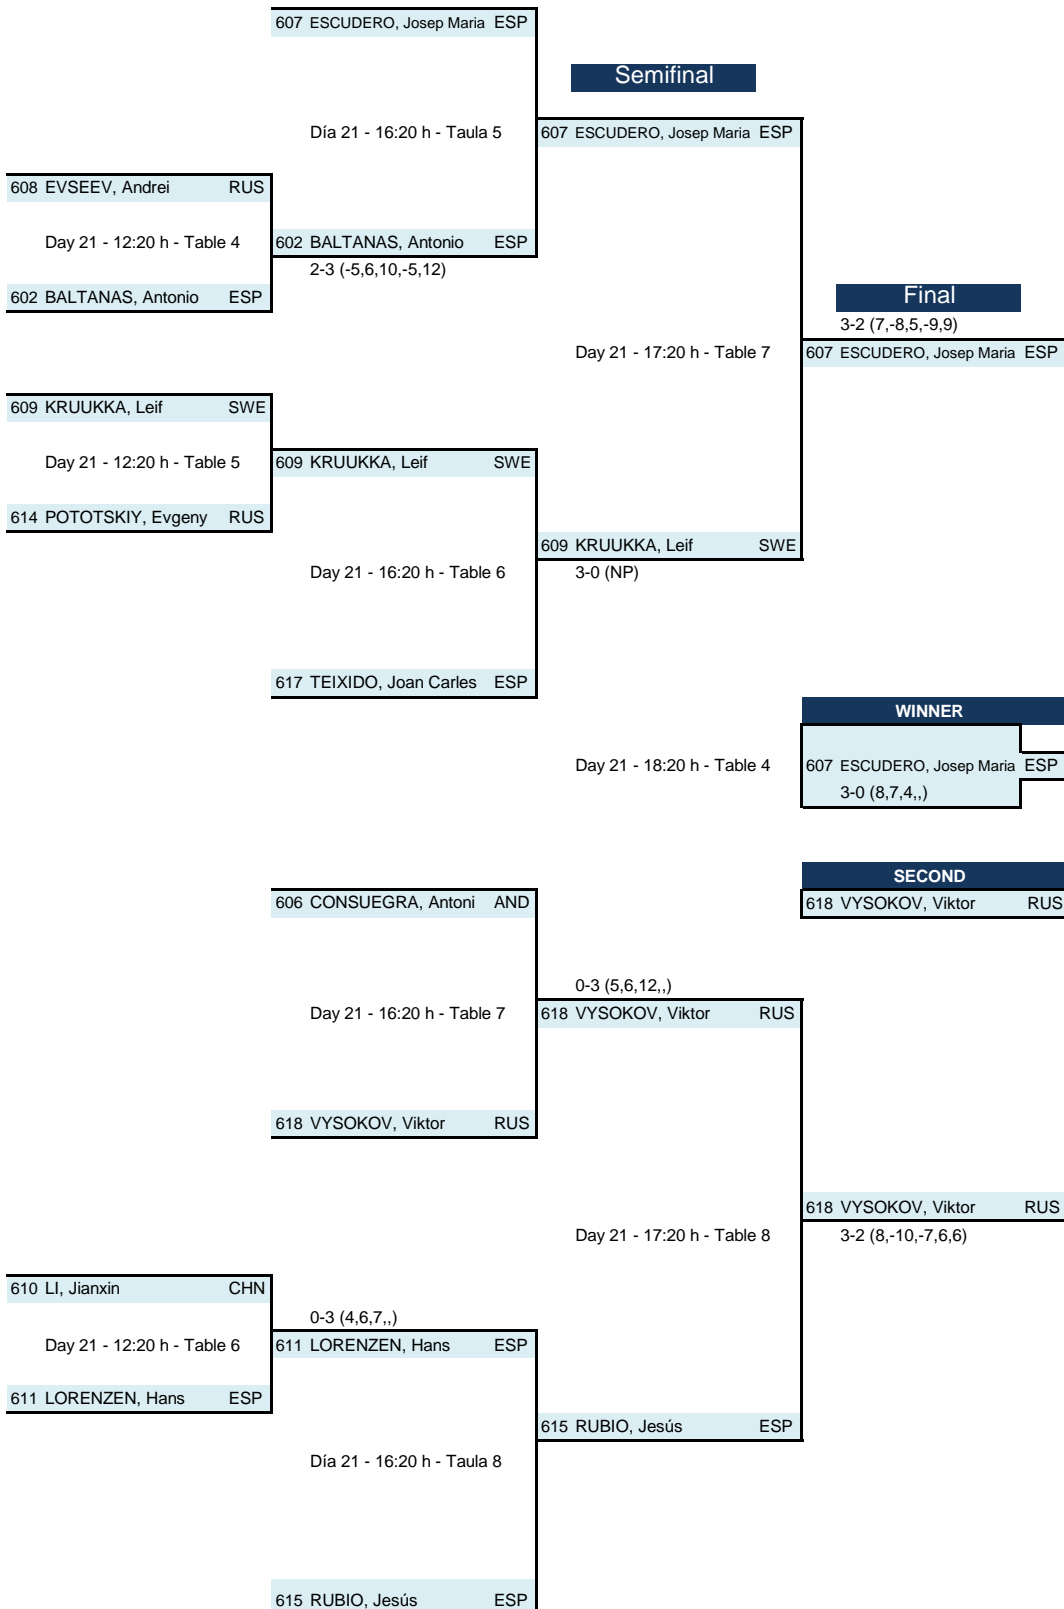 607 ESCUDERO, Josep Maria ESP
Semifinal
Día 21 - 16:20 h - Taula 5
607 ESCUDERO, Josep Maria ESP
608 EVSEEV, Andrei RUS
Day 21 - 12:20 h - Table 4
602 BALTANAS, Antonio ESP
2-3 (-5,6,10,-5,12)
602 BALTANAS, Antonio ESP
Final
3-2 (7,-8,5,-9,9)
Day 21 - 17:20 h - Table 7
607 ESCUDERO, Josep Maria ESP
609 KRUUKKA, Leif SWE
Day 21 - 12:20 h - Table 5
609 KRUUKKA, Leif SWE
614 POTOTSKIY, Evgeny RUS
609 KRUUKKA, Leif SWE
Day 21 - 16:20 h - Table 6
3-0 (NP)
617 TEIXIDO, Joan Carles ESP
WINNER
Day 21 - 18:20 h - Table 4
607 ESCUDERO, Josep Maria ESP
3-0 (8,7,4,,)
SECOND
606 CONSUEGRA, Antoni AND
618 VYSOKOV, Viktor RUS
0-3 (5,6,12,,)
Day 21 - 16:20 h - Table 7
618 VYSOKOV, Viktor RUS
618 VYSOKOV, Viktor RUS
618 VYSOKOV, Viktor RUS
Day 21 - 17:20 h - Table 8
3-2 (8,-10,-7,6,6)
610 LI, Jianxin CHN
0-3 (4,6,7,,)
Day 21 - 12:20 h - Table 6
611 LORENZEN, Hans ESP
611 LORENZEN, Hans ESP
615 RUBIO, Jesús ESP
Día 21 - 16:20 h - Taula 8
615 RUBIO, Jesús ESP